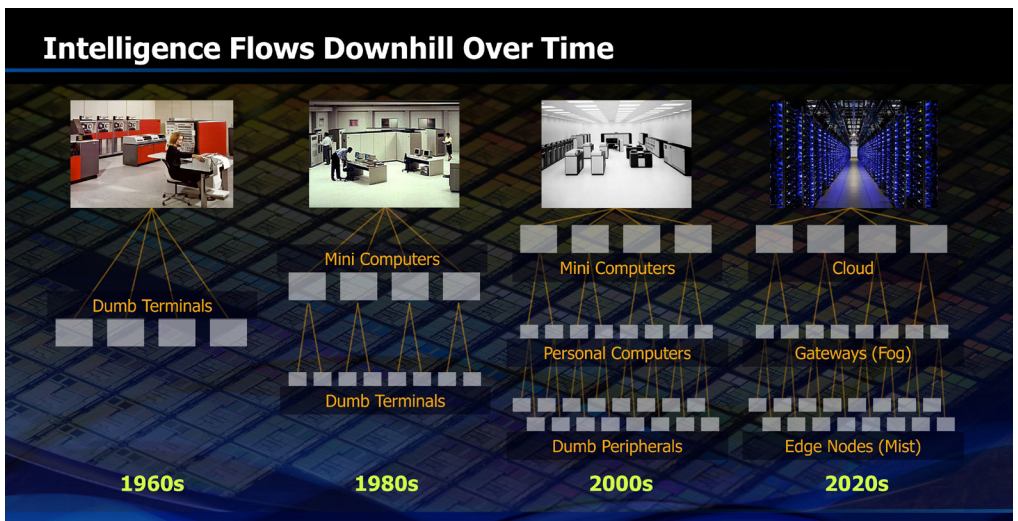 Intelligence Flows Downhill Over Time
Dumb Terminals
1960s
Mini Computers
Dumb Terminals
1980s
Mini Computers
Personal Computers
Dumb Peripherals
2000s
Cloud
Gateways (Fog)
Edge Nodes (Mist)
2020s